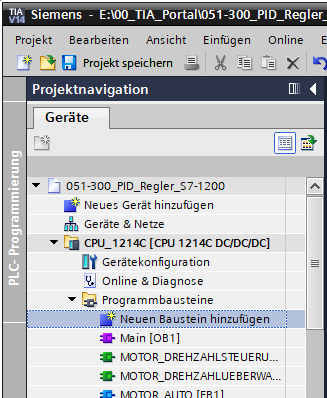 TIA V14 Siemens - E:\00_TIA_Portal\051-300_PID_Regler_
Projekt Bearbeiten Ansicht Einfügen Online E
Projekt speichern
Projektnavigation
Geräte
PLC- Programmierung
051-300_PID_Regler_S7-1200
Neues Gerät hinzufügen
Geräte & Netze
CPU_1214C [CPU 1214C DC/DC/DC]
Gerätekonfiguration
Online & Diagnose
Programmbausteine
Neuen Baustein hinzufügen
Main [OB1]
MOTOR_DREHZAHLSTEUERU...
MOTOR_DREHZAHLUEBERWA...
MOTOR_AUTO [FB1]